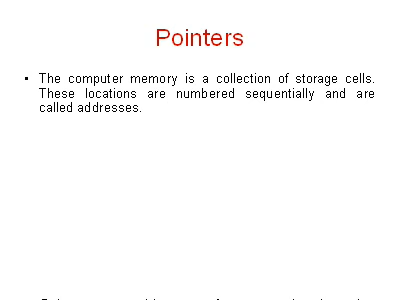 Pointers
• The computer memory is a collection of storage cells.
These locations are numbered sequentially and are
called addresses.